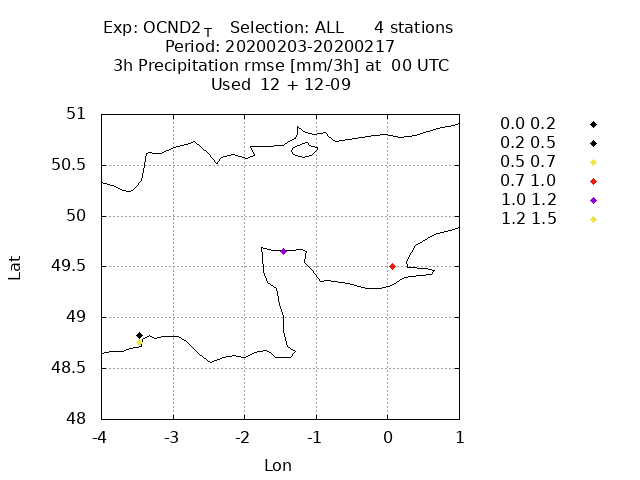 Exp: OCND2_T Selection: ALL 4 stations
Period: 20200203-20200217
3h Precipitation rmse [mm/3h] at 00 UTC
Used 12 + 12-09
51
50.5
50
49.5
49
48.5
48
-4 -3 -2 -1 0 1
Lat
Lon
0.0 0.2
0.2 0.5
0.5 0.7
0.7 1.0
1.0 1.2
1.2 1.5